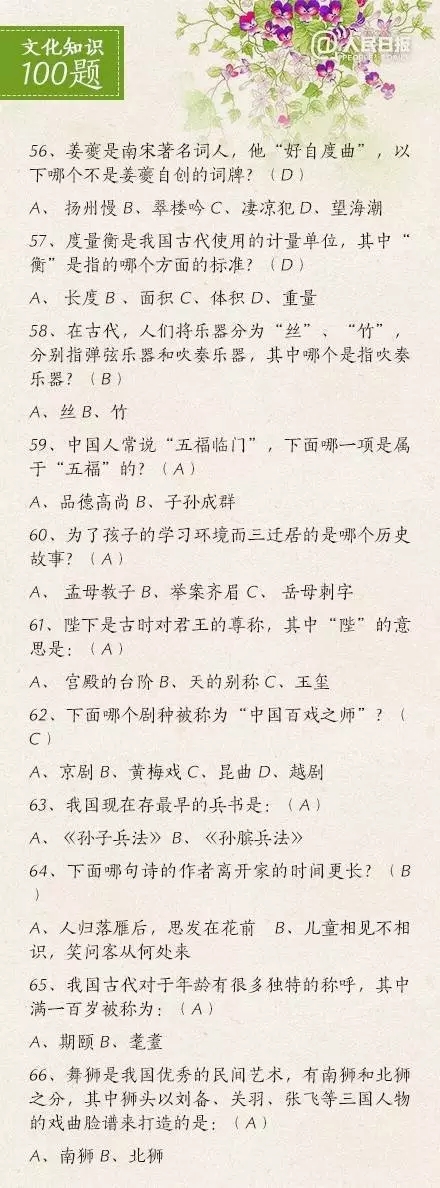 文化知识
100题
@人民日报
56、姜夔是南宋著名词人，他“好自度曲”，以
下哪个不是姜夔自创的词牌？（D）
A、 扬州慢 B、翠楼吟 C、凄凉犯 D、望海潮
57、度量衡是我国古代使用的计量单位，其中“
衡”是指的哪个方面的标准？（D）
A、 长度 B 、面积 C、体积 D、重量
58、在古代，人们将乐器分为“丝”、“竹”，
分别指弹弦乐器和吹奏乐器，其中哪个是指吹奏
乐器？（B）
A、丝 B、竹
59、中国人常说“五福临门”，下面哪一项是属
于“五福”的？（A）
A、品德高尚 B、子孙成群
60、为了孩子的学习环境而三迁居的是哪个历史
故事？（A）
A、 孟母教子 B、举案齐眉 C、 岳母刺字
61、陛下是古时对君王的尊称，其中“陛”的意
思是：（A）
A、 宫殿的台阶 B、天的别称 C、玉玺
62、下面哪个剧种被称为“中国百戏之师”？（
C）
A、京剧 B、黄梅戏 C、昆曲 D、越剧
63、我国现在存最早的兵书是：（A）
A、《孙子兵法》 B、《孙膑兵法》
64、下面哪句诗的作者离开家的时间更长？（B
）
A、人归落雁后，思发在花前 B、儿童相见不相
识，笑问客从何处来
65、我国古代对于年龄有很多独特的称呼，其中
满一百岁被称为：（A）
A、期颐 B、耄耋
66、舞狮是我国优秀的民间艺术，有南狮和北狮
之分，其中狮头以刘备、关羽、张飞等三国人物
的戏曲脸谱来打造的是：（A）
A、南狮 B、北狮